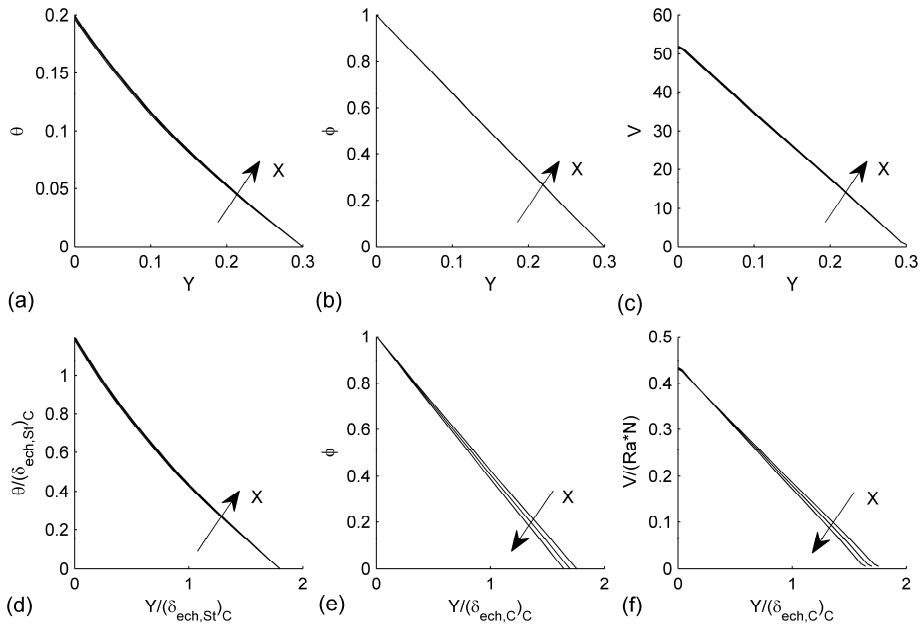 0.2
0.15
0.1
0.05
0
θ
0
0.1
0.2
0.3
Y
X
(a)
1
0.8
0.6
0.4
0.2
0
ϕ
0
0.1
0.2
0.3
Y
X
(b)
60
50
40
30
20
10
0
V
0
0.1
0.2
0.3
Y
X
(c)
1
0.8
0.6
0.4
0.2
0
θ/(δech,St)C
0
1
2
Y/(δech,St)C
X
(d)
1
0.8
0.6
0.4
0.2
0
ϕ
0
1
2
Y/(δech,C)C
X
(e)
0.5
0.4
0.3
0.2
0.1
0
V/(Ra*N)
0
1
2
Y/(δech,C)C
X
(f)